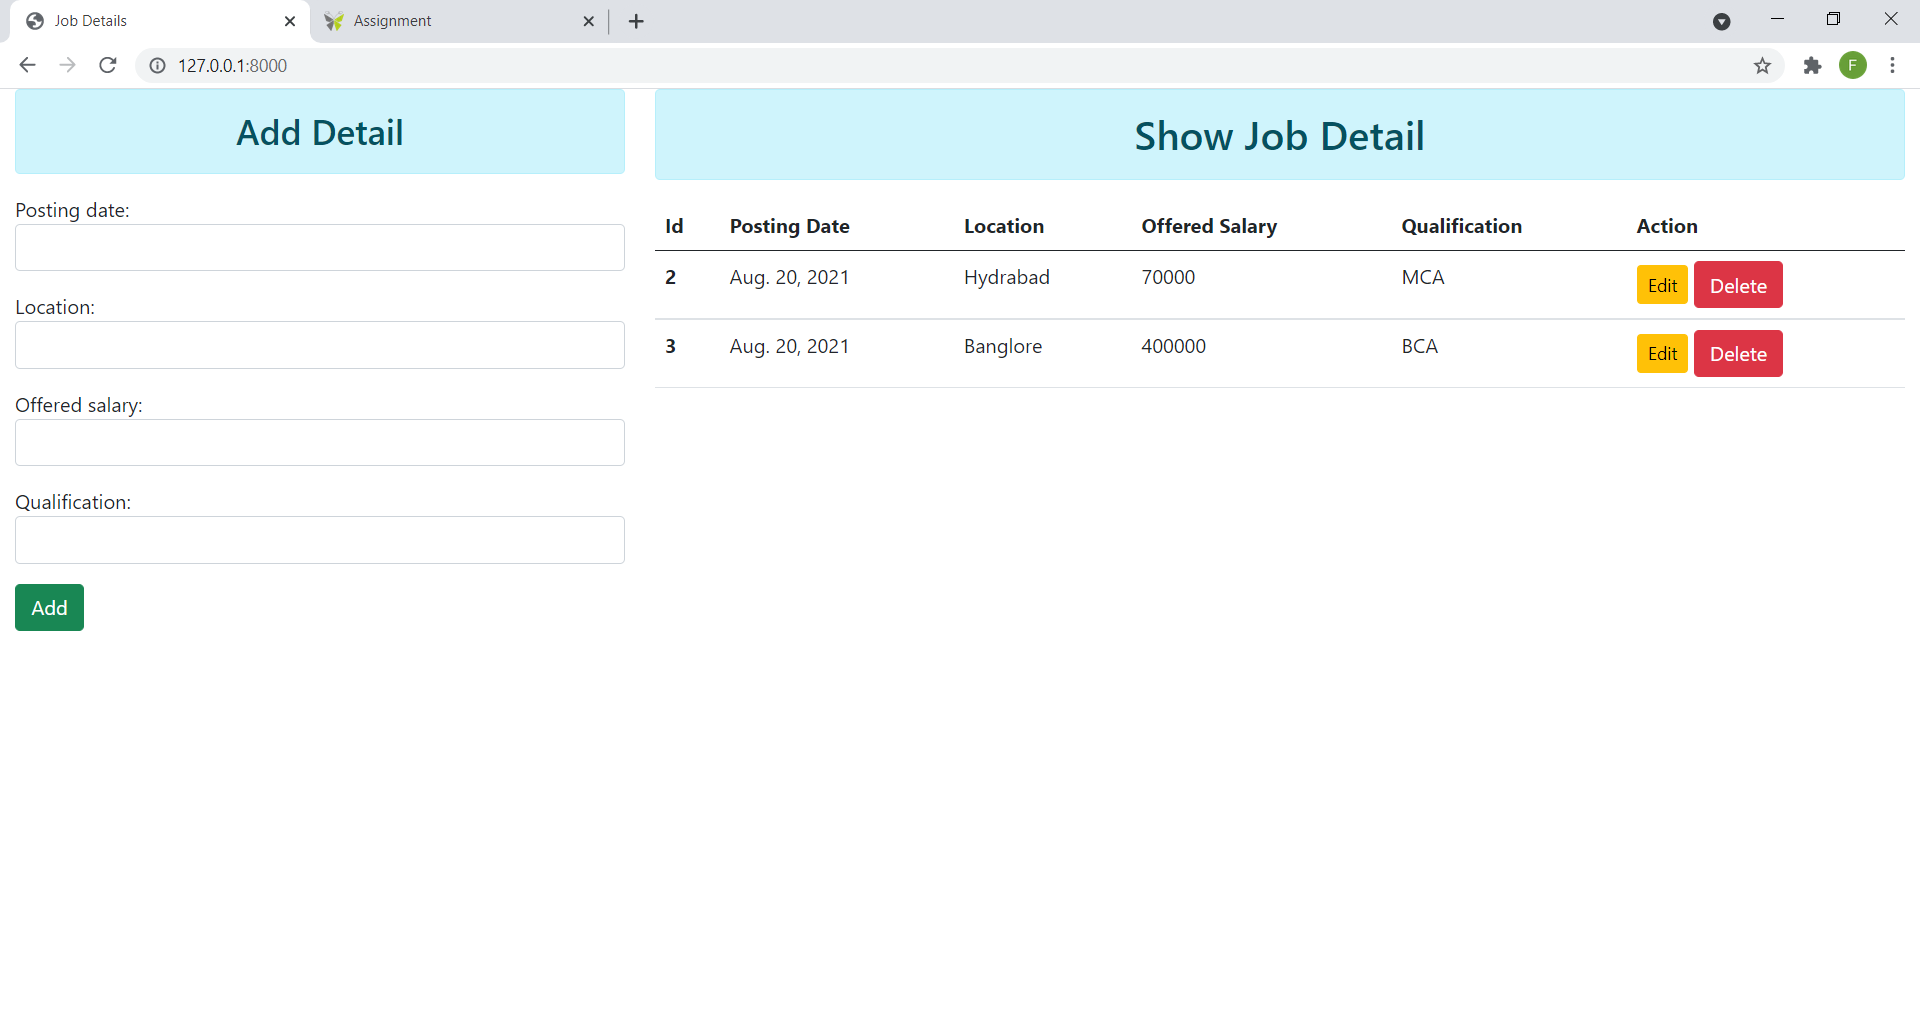 Job Details
Assignment
127.0.0.1:8000
F
Add Detail
Posting date:
Location:
Offered salary:
Qualification:
Add
Show Job Detail
Id Posting Date Location Offered Salary Qualification Action
2 Aug. 20, 2021 Hydrabad 70000 MCA Edit Delete
3 Aug. 20, 2021 Banglore 400000 BCA Edit Delete